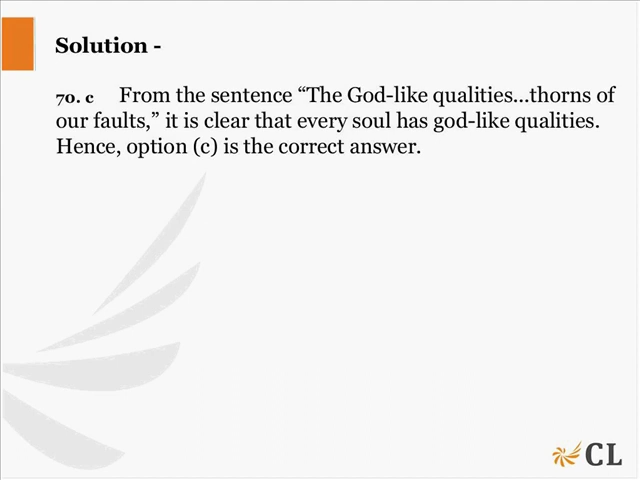 Solution -
70. c From the sentence “The God-like qualities...thorns of
our faults,” it is clear that every soul has god-like qualities.
Hence, option (c) is the correct answer.
CL